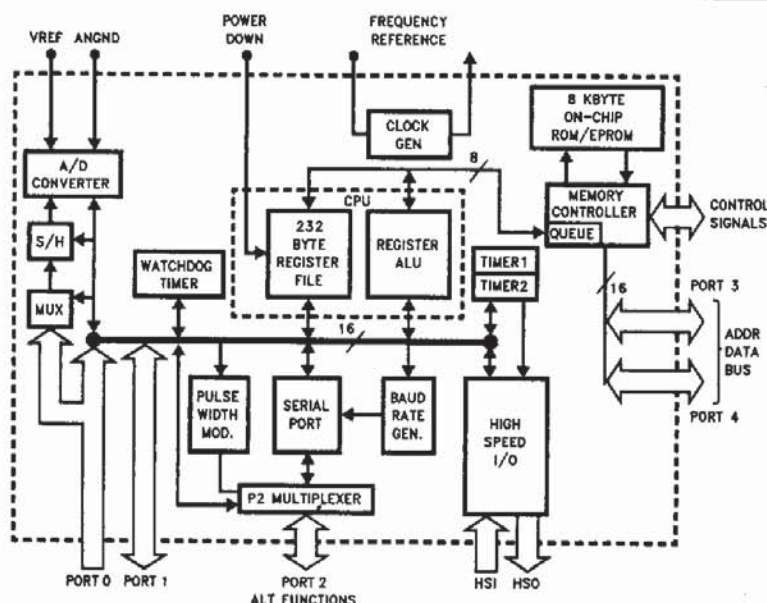 VREF ANGND
POWER
DOWN
FREQUENCY
REFERENCE
CLOCK
GEN
8 KBYTE
ON-CHIP
ROM/EPROM
A/D
CONVERTER
8
CPU
MEMORY
CONTROLLER
QUEUE
CONTROL
SIGNALS
S/H
232
BYTE
REGISTER
FILE
REGISTER
ALU
WATCHDOG
TIMER
TIMER1
TIMER2
MUX
16
16
PORT 3
ADDR
DATA
BUS
PORT 4
PULSE
WIDTH
MOD.
SERIAL
PORT
BAUD
RATE
GEN.
HIGH
SPEED
I/O
P2 MULTIPLEXER
PORT 0
PORT 1
PORT 2
ALT FUNCTIONS
HSI
HSO